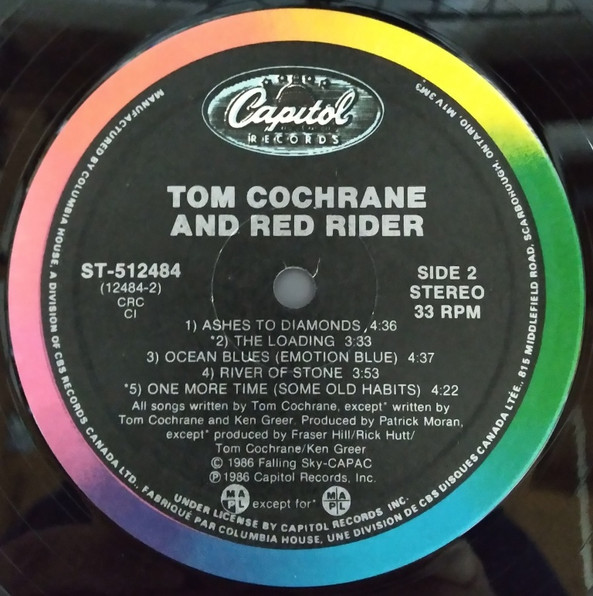 Capitol
RECORDS
TOM COCHRANE
AND RED RIDER
ST-512484
(12484-2)
CRC
CI
SIDE 2
STEREO
33 RPM
1) ASHES TO DIAMONDS 4:36
*2) THE LOADING 3:33
3) OCEAN BLUES (EMOTION BLUE) 4:37
4) RIVER OF STONE 3:53
*5) ONE MORE TIME (SOME OLD HABITS) 4:22
All songs written by Tom Cochrane, except* written by
Tom Cochrane and Ken Greer. Produced by Patrick Moran,
except* produced by Fraser Hill/Rick Hutt/
Tom Cochrane/Ken Greer
© 1986 Falling Sky-CAPAC
℗ 1986 Capitol Records, Inc.
MAPL except for* MAPL
MANUFACTURED BY COLUMBIA HOUSE, A DIVISION OF CBS RECORDS CANADA LTD., FABRIQUÉ PAR COLUMBIA HOUSE, UNE DIVISION DE CBS DISQUES CANADA LTÉE., 815 MIDDLEFIELD ROAD, SCARBOROUGH, ONTARIO. M1V 3M3
UNDER LICENSE BY CAPITOL RECORDS INC.